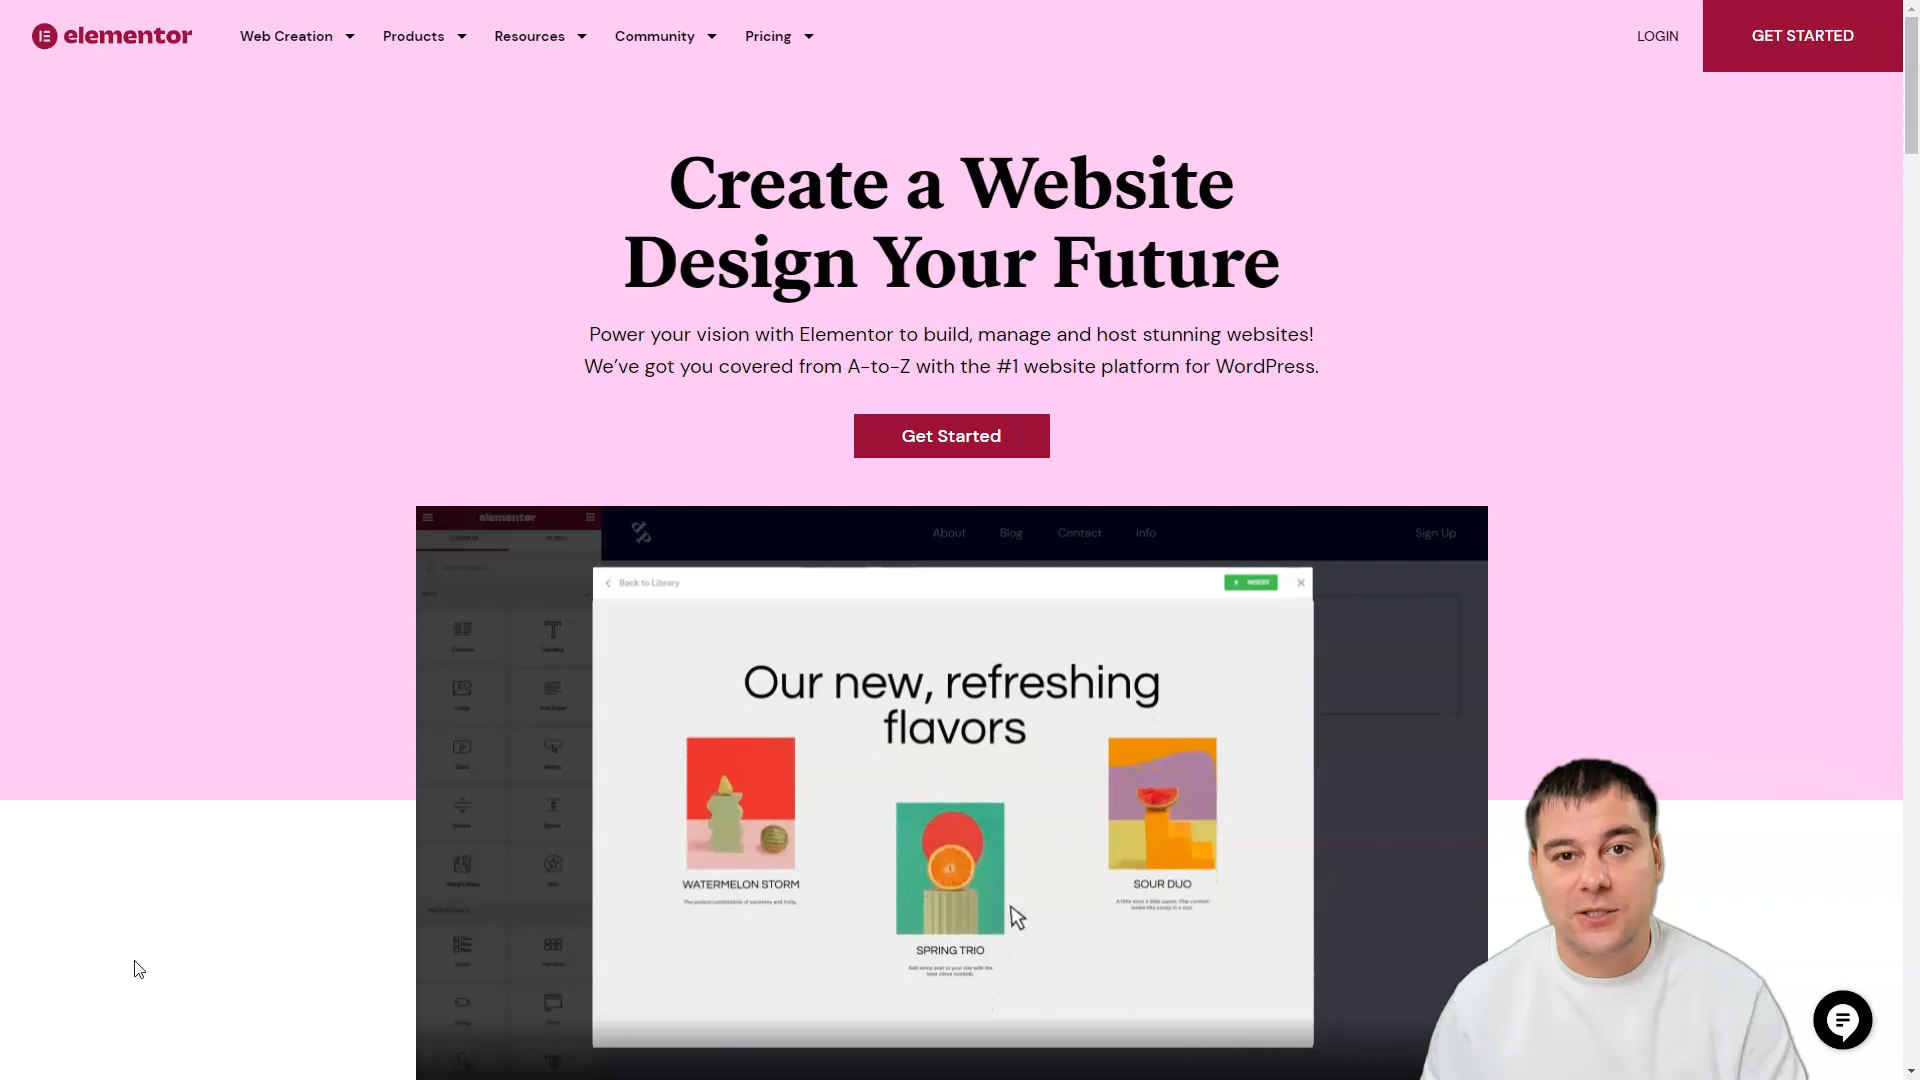 elementor
Web Creation
Products
Resources
Community
Pricing
LOGIN
GET STARTED
Create a Website
Design Your Future
Power your vision with Elementor to build, manage and host stunning websites!
We've got you covered from A-to-Z with the #1 website platform for WordPress.
Get Started
elementor
About
Blog
Contact
Info
Sign Up
Back to Library
INSERT
Our new, refreshing
flavors
WATERMELON STORM
SPRING TRIO
SOUR DUO